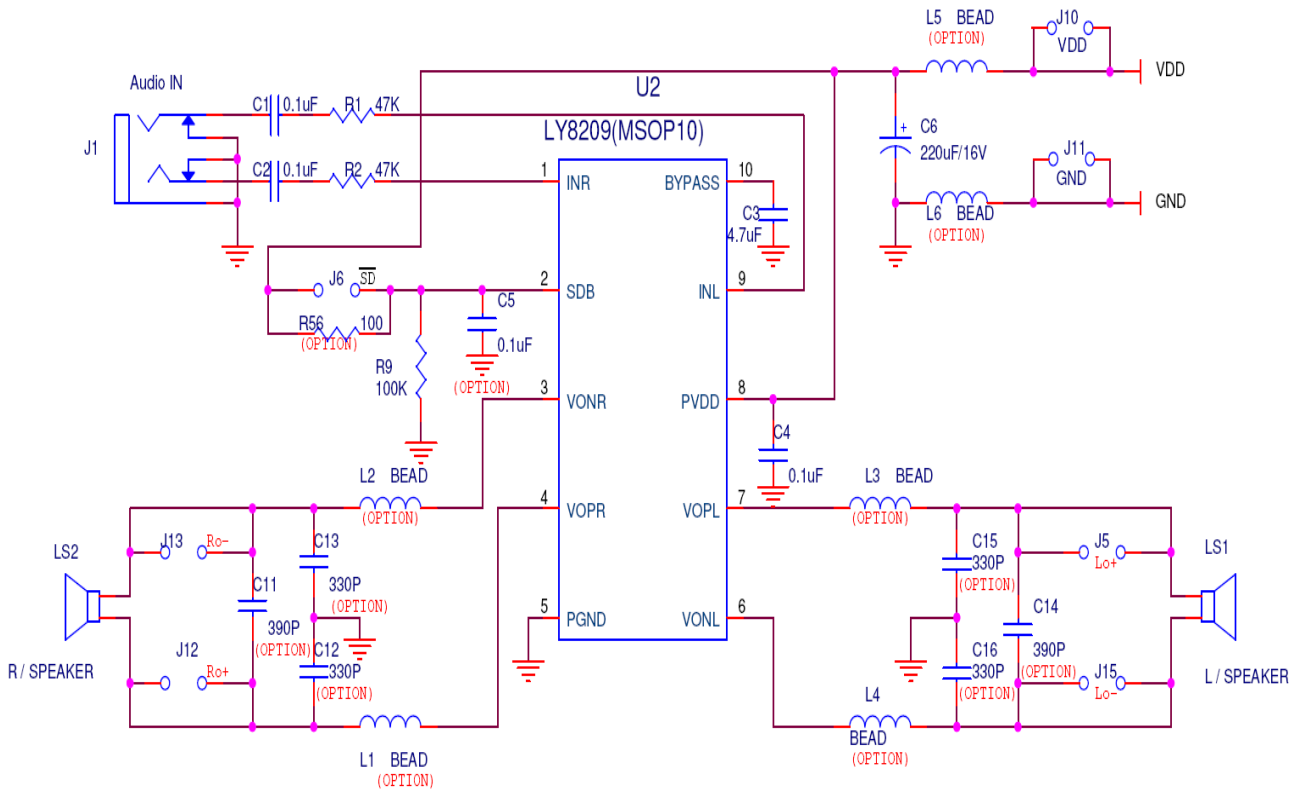 L5 BEAD
(OPTION)
J10
VDD
VDD
Audio IN
U2
C1 0.1uF R1 47K
LY8209(MSOP10)
C6
+
220uF/16V
J1
C2 0.1uF R2 47K
J11
GND
GND
L6 BEAD
(OPTION)
1
INR
BYPASS
10
C3
4.7uF
J6
SD
R56 100
(OPTION)
2
SDB
INL
9
C5
0.1uF
(OPTION)
R9
100K
3
VONR
PVDD
8
C4
0.1uF
L2 BEAD
(OPTION)
4
VOPR
VOPL
7
L3 BEAD
(OPTION)
LS2
J13
Ro-
C13
330P
(OPTION)
C11
390P
(OPTION)
J12
Ro+
C12
330P
(OPTION)
R / SPEAKER
5
PGND
VONL
6
C15
330P
(OPTION)
J5
Lo+
LS1
C14
390P
(OPTION)
C16
330P
(OPTION)
J15
Lo-
L / SPEAKER
L4
BEAD
(OPTION)
L1 BEAD
(OPTION)